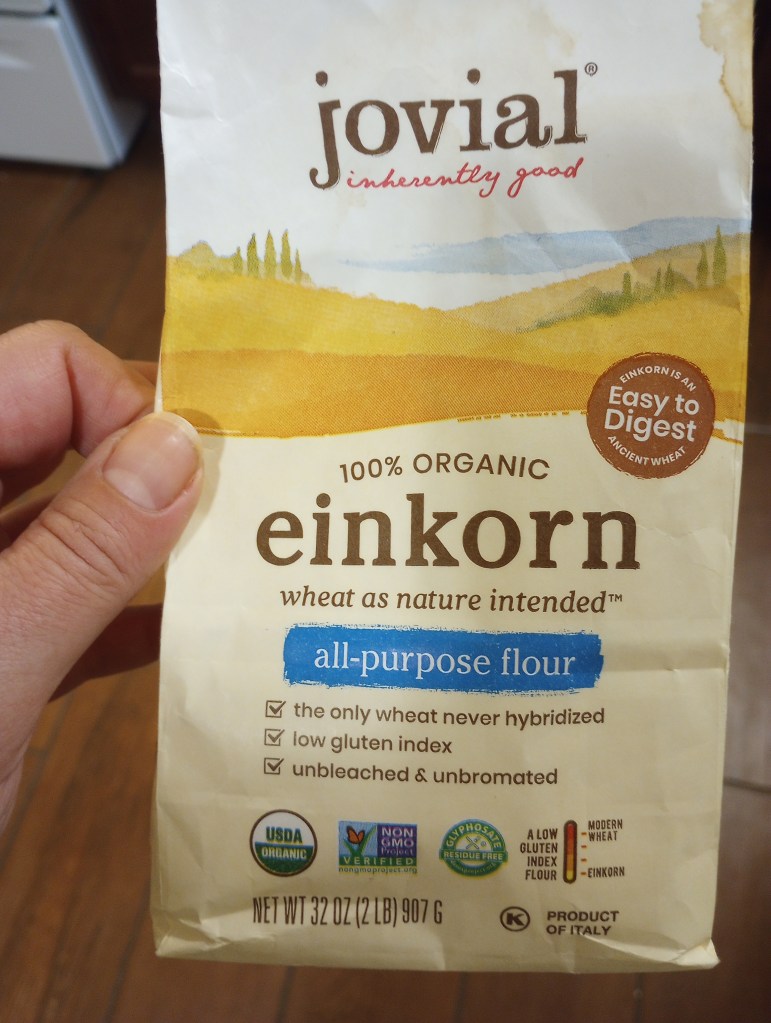 jovial®
inherently good
EINKORN IS AN
Easy to
Digest
ANCIENT WHEAT
100% ORGANIC
einkorn
wheat as nature intended™
all-purpose flour
the only wheat never hybridized
low gluten index
unbleached & unbromated
USDA
ORGANIC
NON
GMO
Project
VERIFIED
nongmoproject.org
GLYPHOSATE
RESIDUE FREE
A LOW
GLUTEN
INDEX
FLOUR
MODERN
WHEAT
EINKORN
NET WT 32 OZ (2 LB) 907 G
K
PRODUCT
OF ITALY